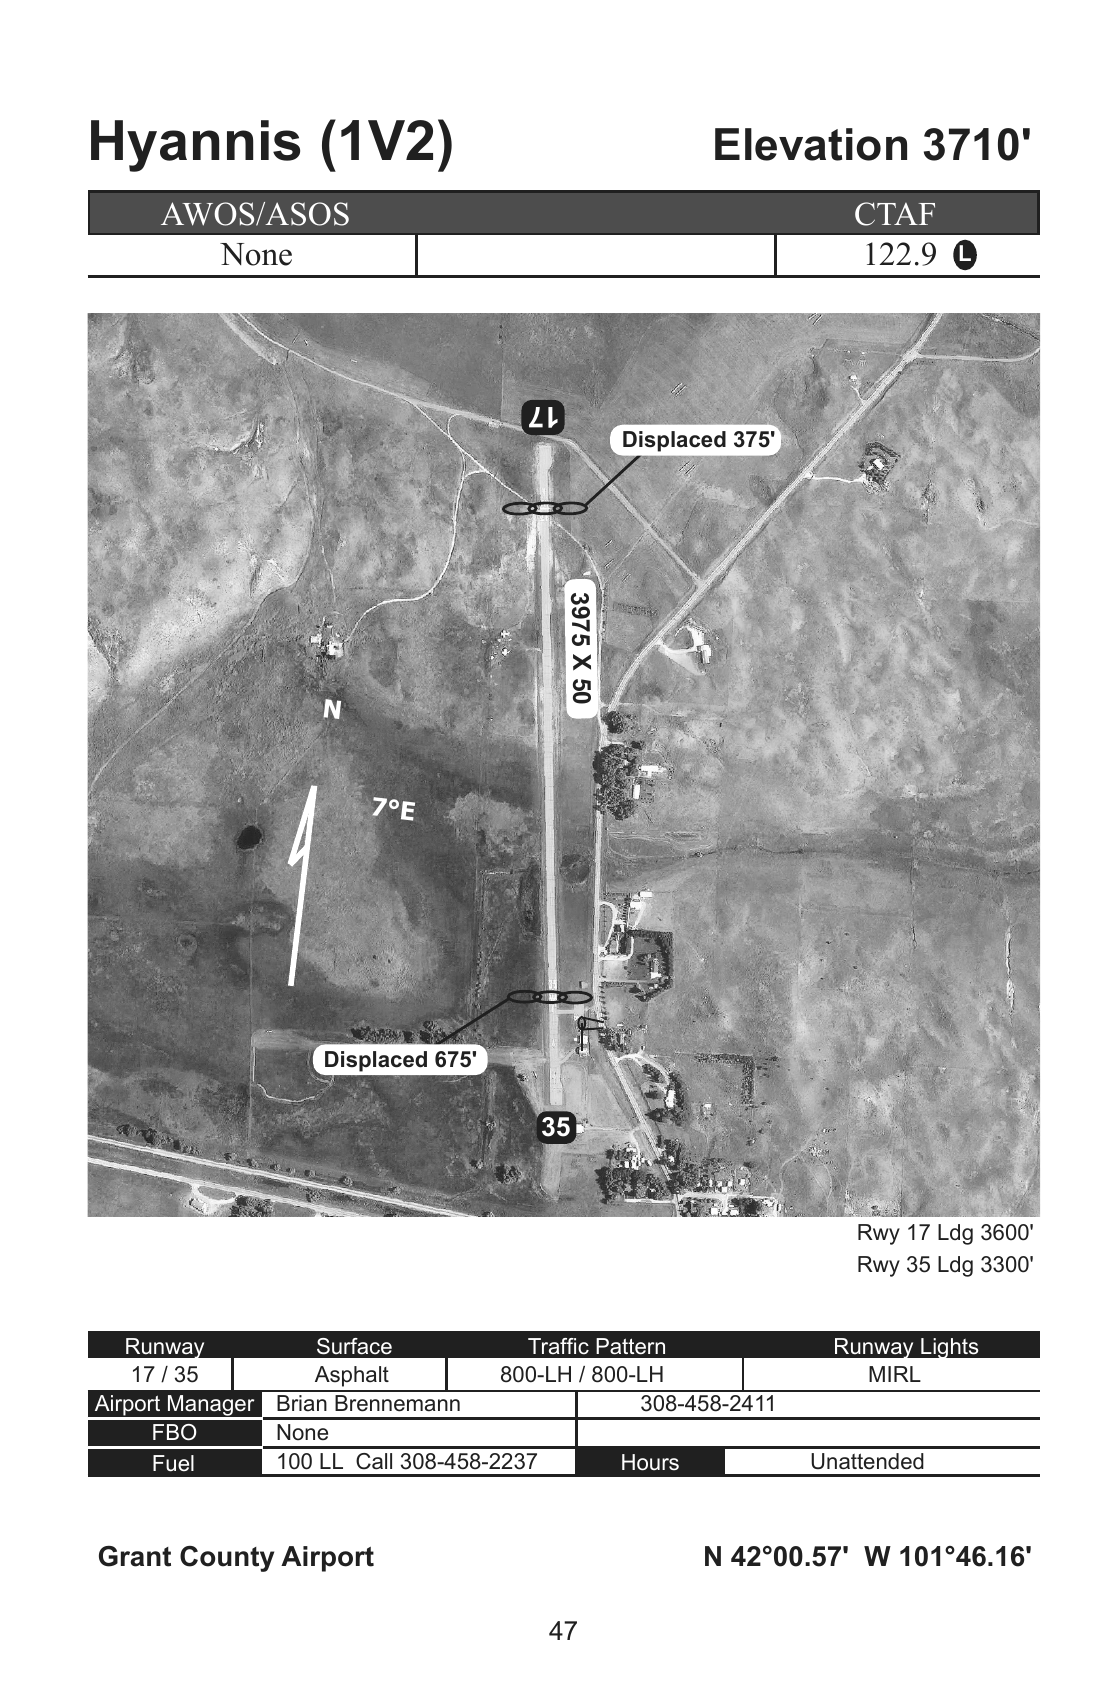 Hyannis (1V2) Elevation 3710'
AWOS/ASOS CTAF
None 122.9 L
17
Displaced 375'
3975 X 50
N
7°E
Displaced 675'
35
Rwy 17 Ldg 3600'
Rwy 35 Ldg 3300'
Runway Surface Traffic Pattern Runway Lights
17 / 35 Asphalt 800-LH / 800-LH MIRL
Airport Manager Brian Brennemann 308-458-2411
FBO None
Fuel 100 LL Call 308-458-2237 Hours Unattended
Grant County Airport N 42°00.57' W 101°46.16'
47